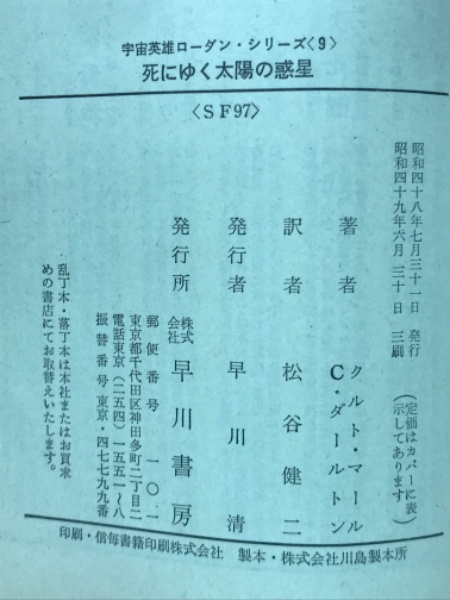 宇宙英雄ローダン・シリーズ〈9〉
死にゆく太陽の惑星
〈SF97〉
昭和四十八年七月三十一日 発行
昭和四十九年六月三十日 三刷
(定価はカバーに表
示してあります)
著者 クルト・マール
C・ダールトン
訳者 松谷健二
発行者 早川清
発行所 株式会社 早川書房
郵便番号 一〇一
東京都千代田区神田多町二丁目二
電話東京(二五四)一五五一〜八
振替番号 東京・四七七九九番
乱丁本・落丁本は本社またはお買求
めの書店にてお取替えいたします。
印刷・信毎書籍印刷株式会社 製本・株式会社川島製本所